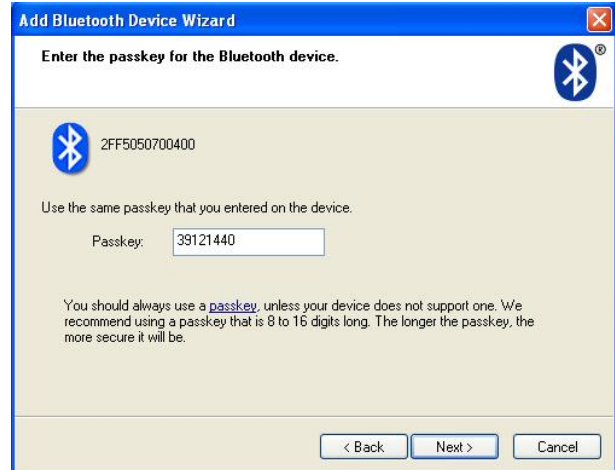 Add Bluetooth Device Wizard
Enter the passkey for the Bluetooth device.
®
2FF5050700400
Use the same passkey that you entered on the device.
Passkey: 39121440
You should always use a passkey, unless your device does not support one. We
recommend using a passkey that is 8 to 16 digits long. The longer the passkey, the
more secure it will be.
< Back Next > Cancel